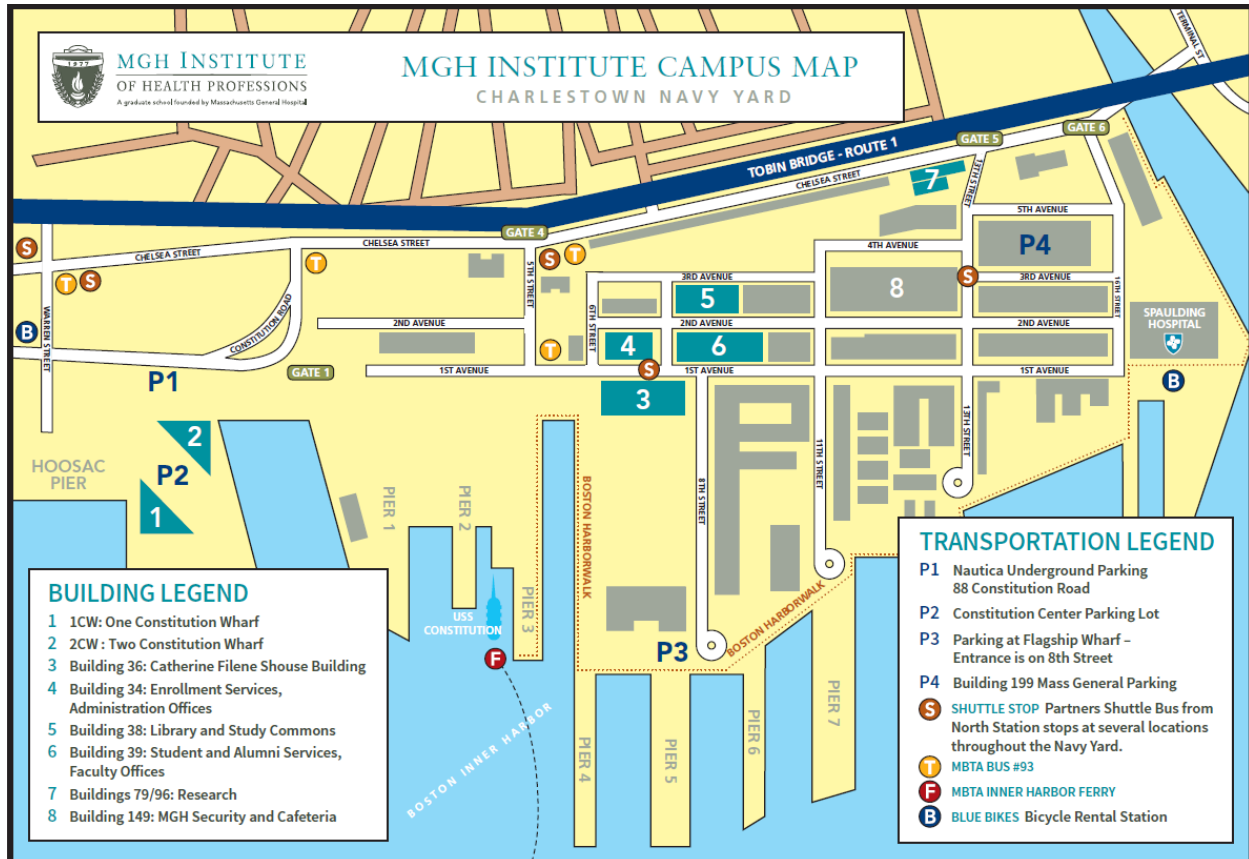 1877
MGH INSTITUTE
OF HEALTH PROFESSIONS
A graduate school founded by Massachusetts General Hospital
MGH INSTITUTE CAMPUS MAP
CHARLESTOWN NAVY YARD
TERMINAL ST
TOBIN BRIDGE - ROUTE 1
GATE 6
GATE 5
CHELSEA STREET
7
13TH STREET
5TH AVENUE
P4
GATE 4
CHELSEA STREET
4TH AVENUE
S
CHELSEA STREET
T
S
T
S
T
5TH STREET
3RD AVENUE
S
3RD AVENUE
16TH STREET
8
5
B
WARREN STREET
CONSTITUTION ROAD
6TH STREET
2ND AVENUE
2ND AVENUE
2ND AVENUE
SPAULDING
HOSPITAL
T
4
6
P1
GATE 1
1ST AVENUE
S
1ST AVENUE
1ST AVENUE
B
3
2
HOOSAC
PIER
P2
1
13TH STREET
11TH STREET
8TH STREET
BOSTON HARBORWALK
PIER 1
PIER 2
PIER 3
USS
CONSTITUTION
F
P3
BOSTON HARBORWALK
BOSTON INNER HARBOR
PIER 4
PIER 5
PIER 6
PIER 7
BUILDING LEGEND
1 1CW: One Constitution Wharf
2 2CW : Two Constitution Wharf
3 Building 36: Catherine Filene Shouse Building
4 Building 34: Enrollment Services,
Administration Offices
5 Building 38: Library and Study Commons
6 Building 39: Student and Alumni Services,
Faculty Offices
7 Buildings 79/96: Research
8 Building 149: MGH Security and Cafeteria
TRANSPORTATION LEGEND
P1 Nautica Underground Parking
88 Constitution Road
P2 Constitution Center Parking Lot
P3 Parking at Flagship Wharf –
Entrance is on 8th Street
P4 Building 199 Mass General Parking
S SHUTTLE STOP Partners Shuttle Bus from
North Station stops at several locations
throughout the Navy Yard.
T MBTA BUS #93
F MBTA INNER HARBOR FERRY
B BLUE BIKES Bicycle Rental Station